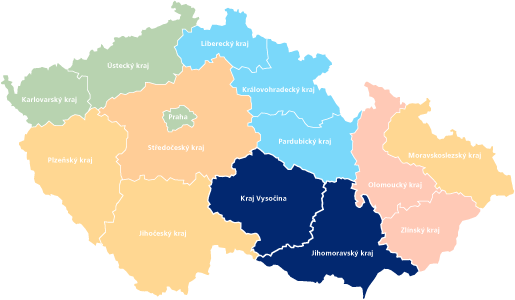 Liberecký kraj
Ústecký kraj
Královohradecký kraj
Karlovarský kraj
Praha
Pardubický kraj
Středočeský kraj
Moravskoslezský kraj
Plzeňský kraj
Olomoucký kraj
Kraj Vysočina
Zlínský kraj
Jihočeský kraj
Jihomoravský kraj